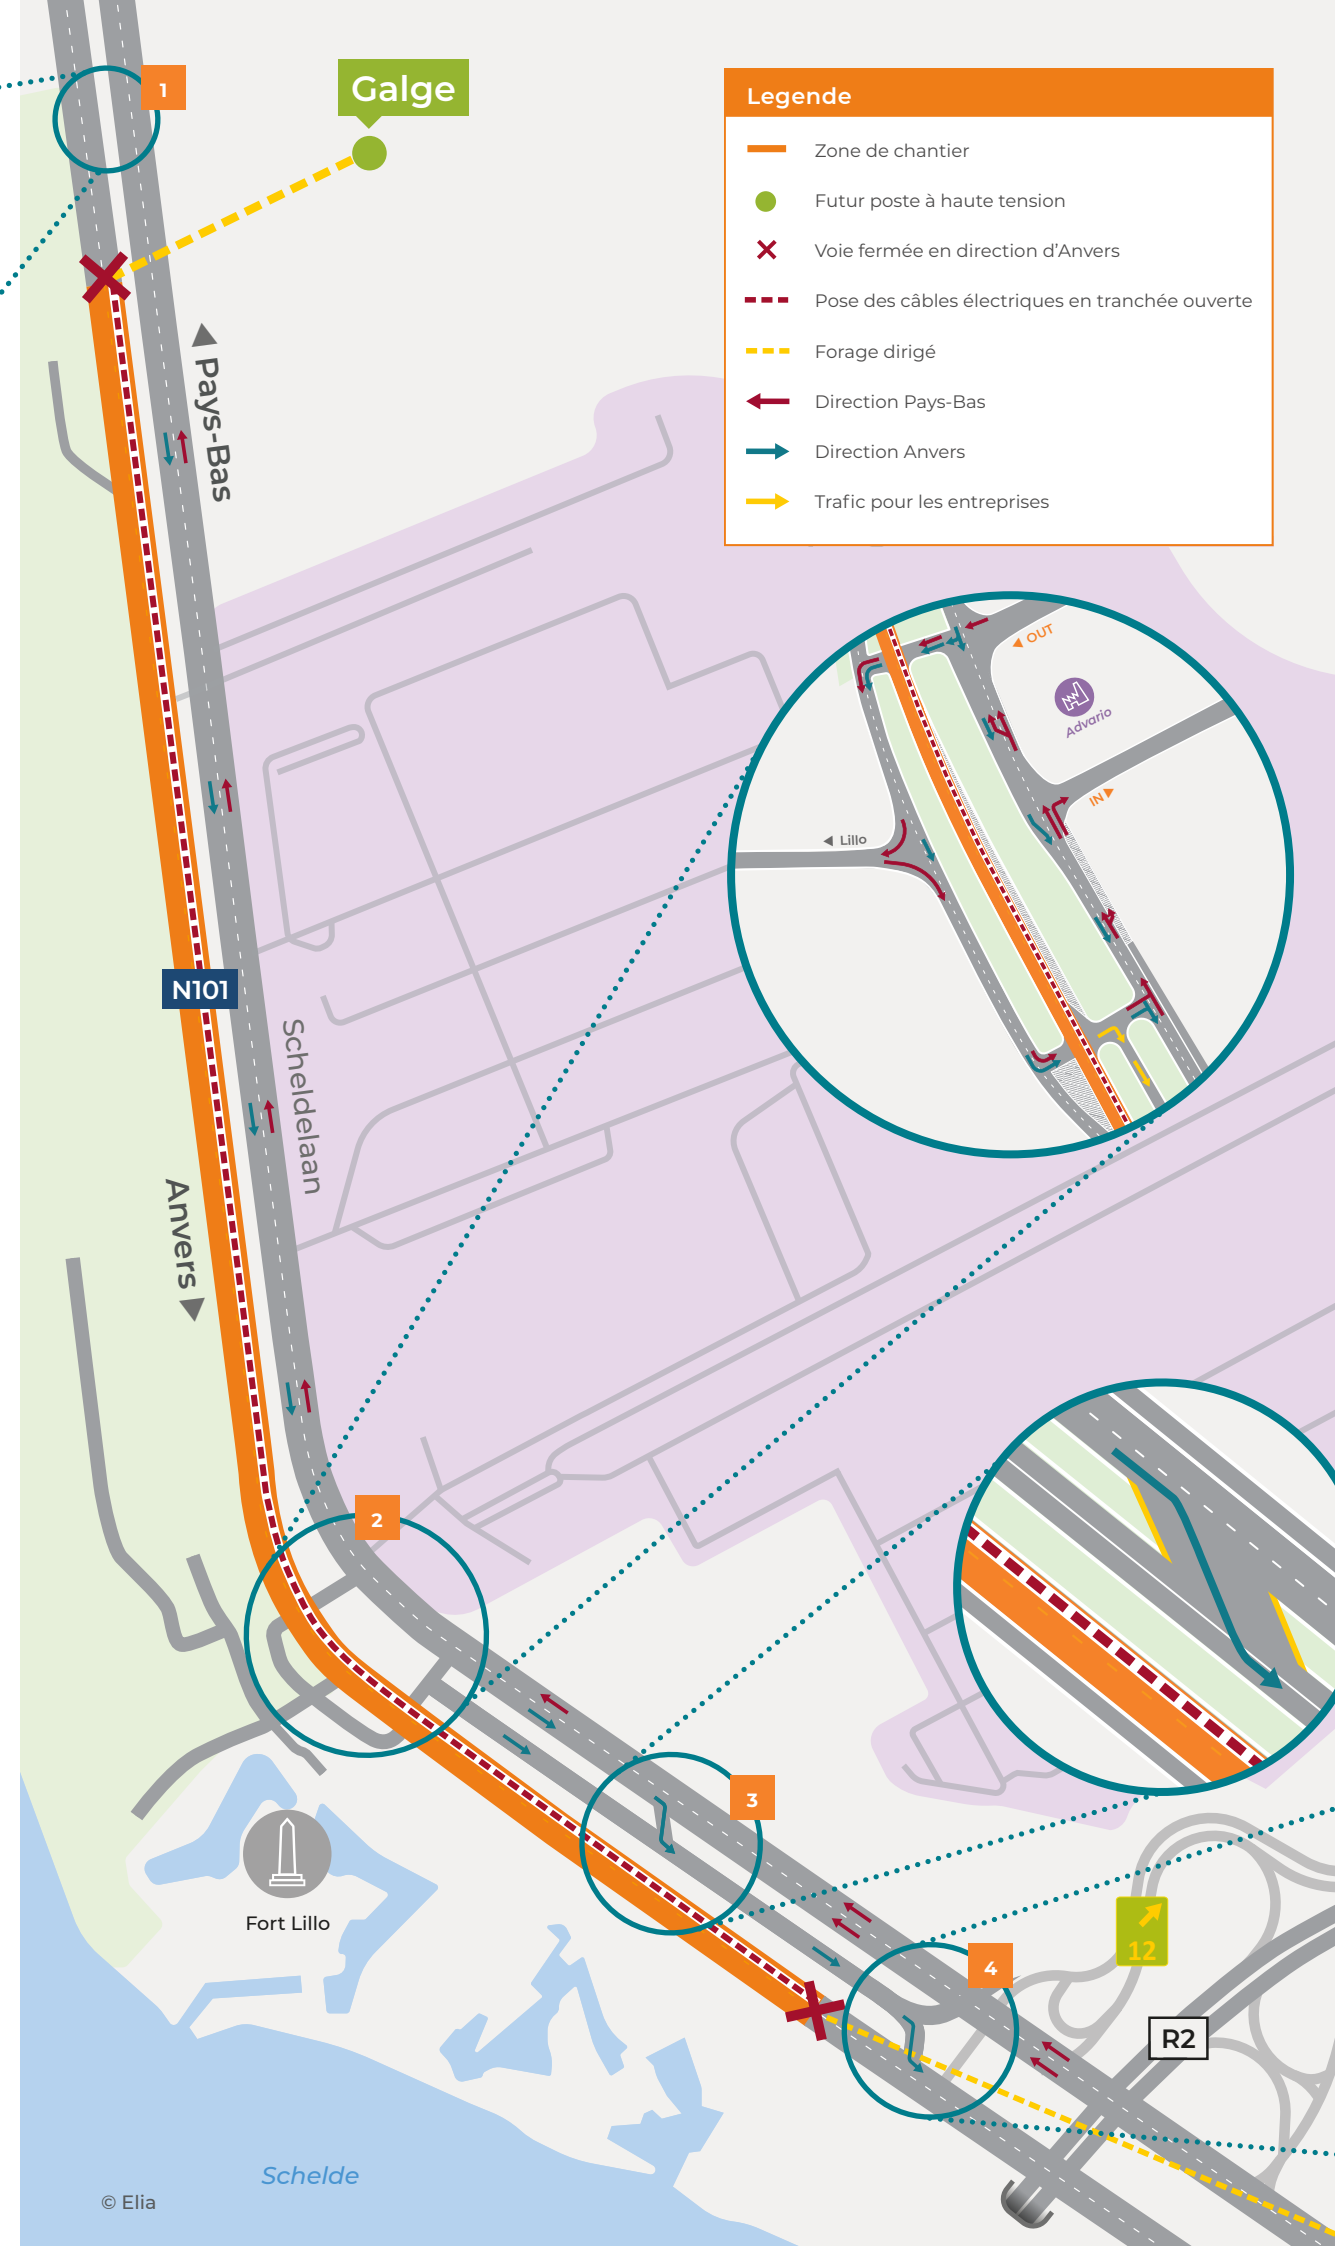 1
Galge
Legende
Zone de chantier
Futur poste à haute tension
Voie fermée en direction d'Anvers
Pose des câbles électriques en tranchée ouverte
Forage dirigé
Direction Pays-Bas
Direction Anvers
Trafic pour les entreprises
Pays-Bas
OUT
Advario
IN
Lillo
N101
Scheldelaan
Anvers
2
3
Fort Lillo
12
4
R2
Schelde
© Elia